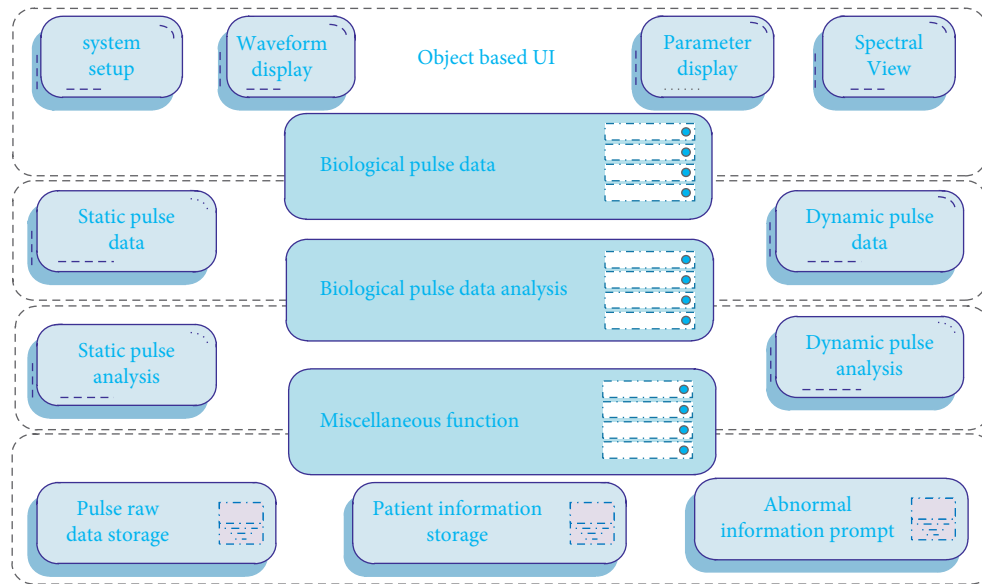 system
setup
Waveform
display
Object based UI
Parameter
display
Spectral
View
Biological pulse data
Static pulse
data
Dynamic pulse
data
Biological pulse data analysis
Static pulse
analysis
Dynamic pulse
analysis
Miscellaneous function
Pulse raw
data storage
Patient information
storage
Abnormal
information prompt